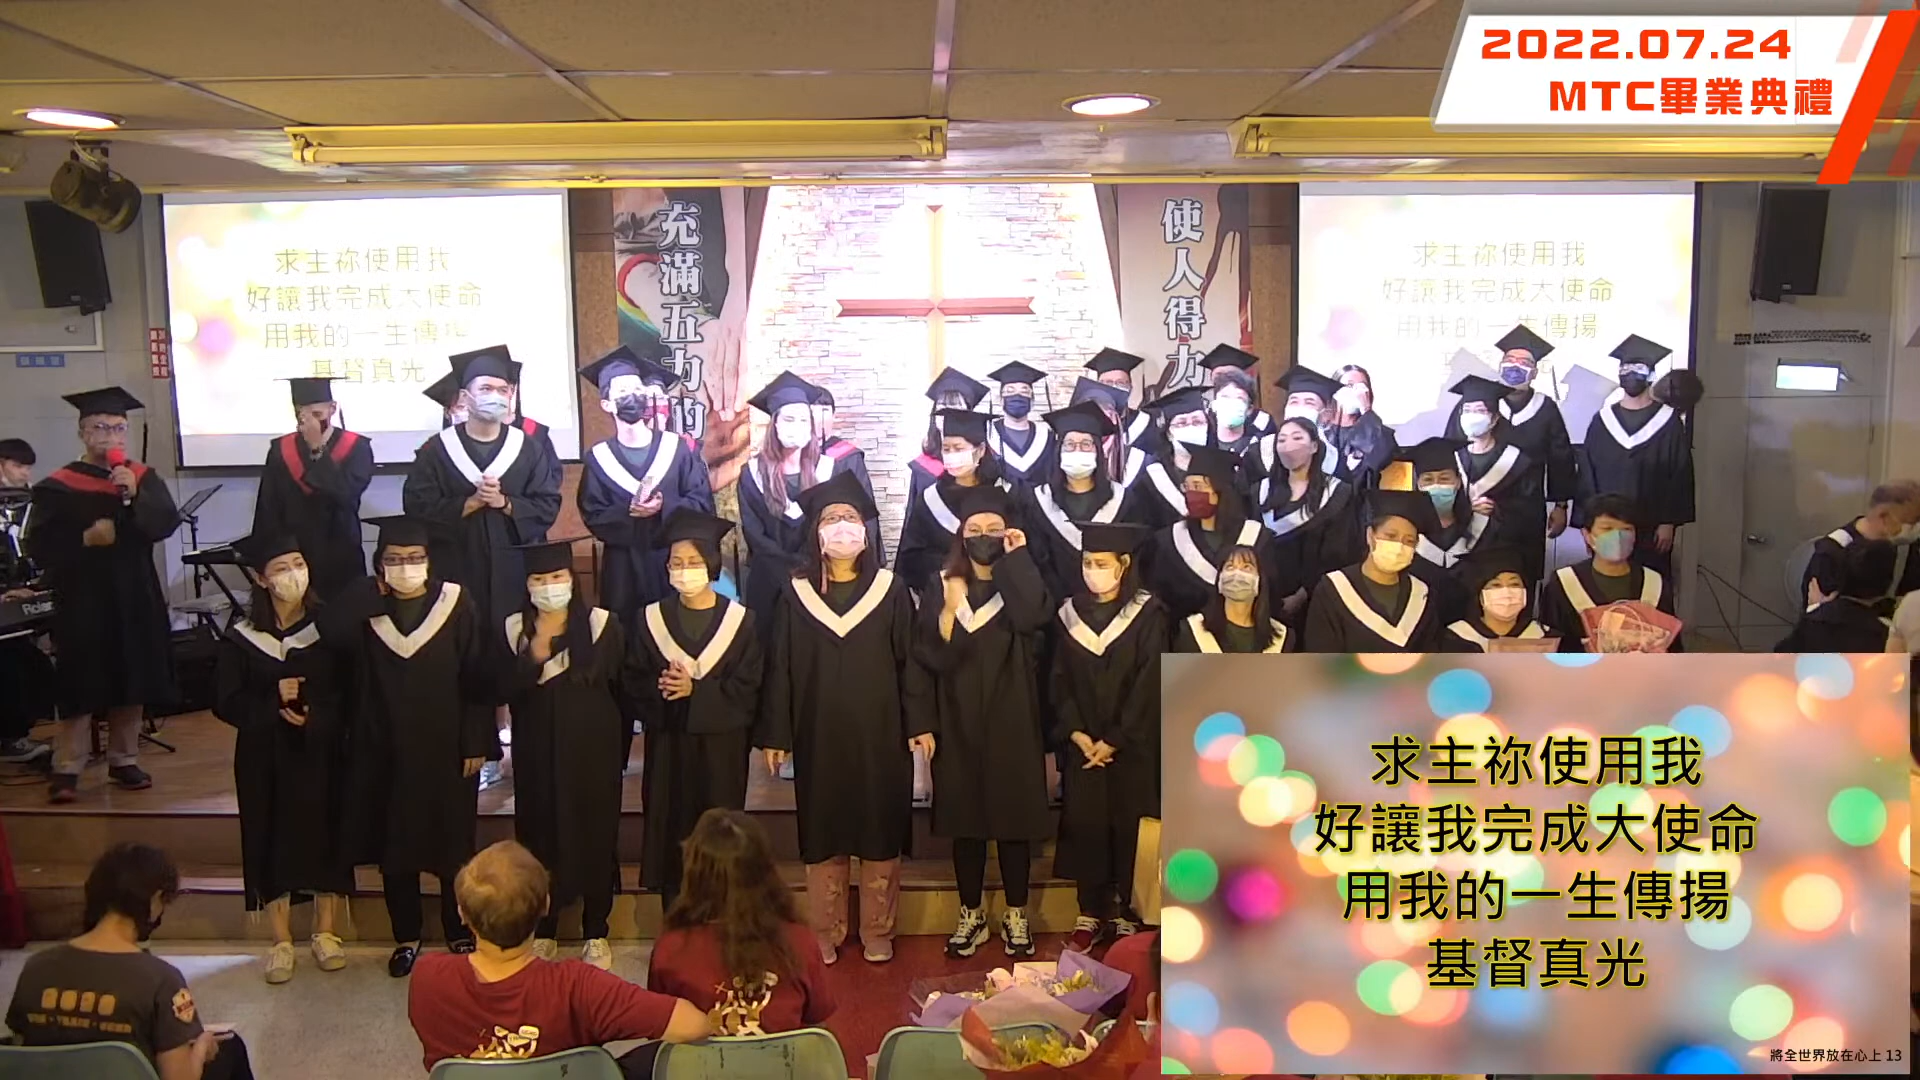 2022.07.24
MTC畢業典禮
充滿五力的
使人得力
求主祢使用我
好讓我完成大使命
用我的一生傳
基督真光
求主祢使用我
好讓我完成大使命
用我的一生傳揚
Roland
求主祢使用我
好讓我完成大使命
用我的一生傳揚
基督真光
將全世界放在心上 13